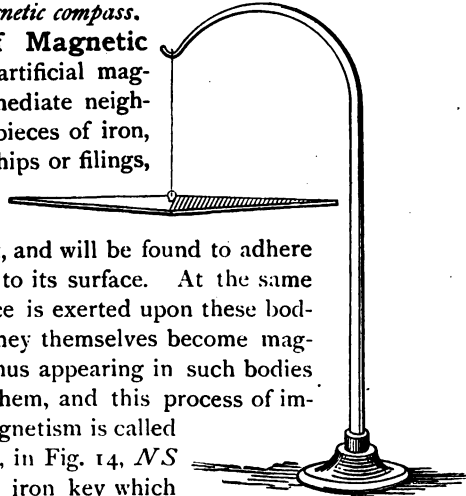 netic compass.
f Magnetic
artificial mag-
nediate neigh-
pieces of iron,
hips or filings,
, and will be found to adhere
to its surface. At the same
ce is exerted upon these bod-
hey themselves become mag-
hus appearing in such bodies
hem, and this process of im-
gnetism is called
, in Fig. 14, NS
iron key which